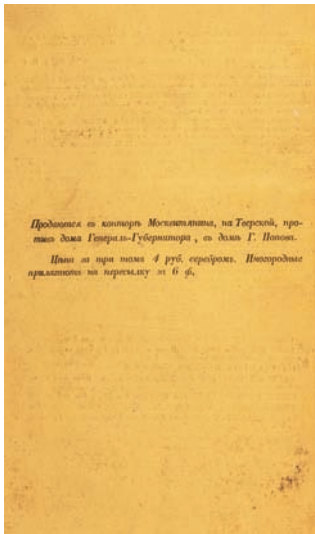 Продаются въ конторѣ Москвитянина, на Тверской, про-
тивъ дома Генералъ-Губернатора, въ домѣ Г. Попова.
Цѣна за три тома 4 руб. серебромъ. Иногородные
прилагаютъ на пересылку за 6 ф.